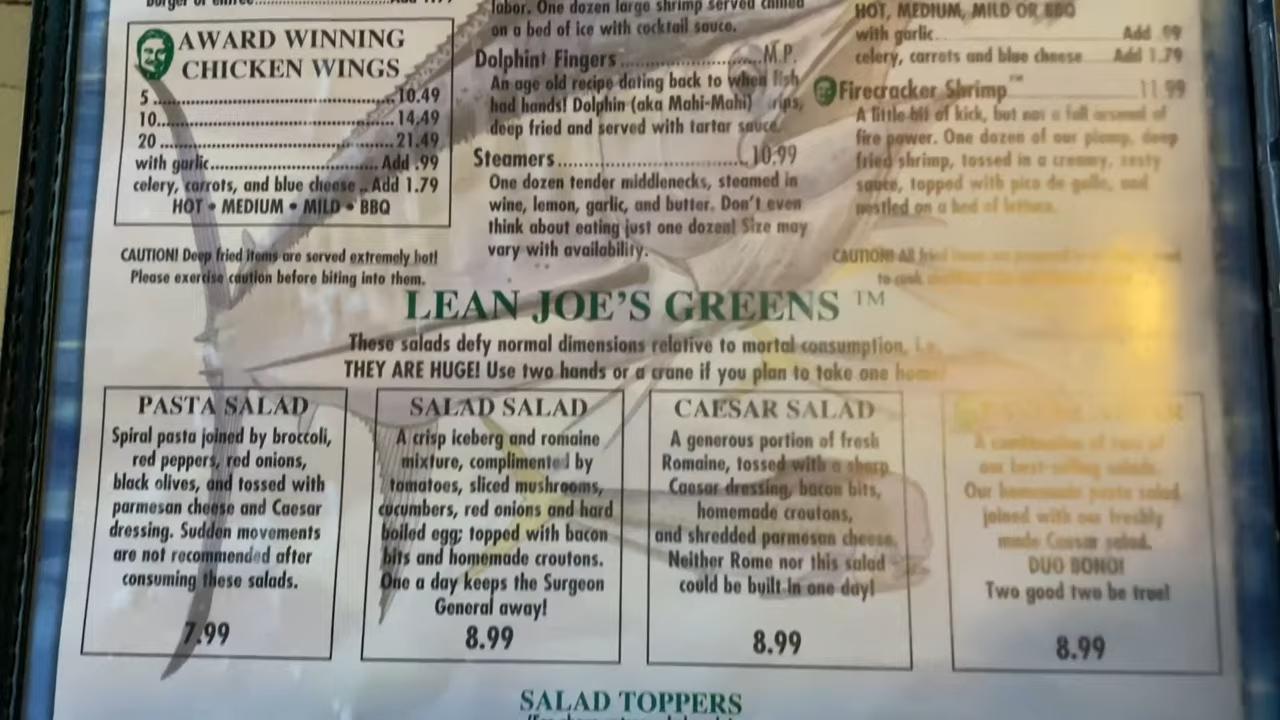 labor. One dozen large shrimp served chilled
on a bed of ice with cocktail sauce.
HOT, MEDIUM, MILD OR BBQ
with garlic Add .99
celery, carrots and blue cheese Add 1.79
AWARD WINNING
CHICKEN WINGS
5 10.49
10 14.49
20 21.49
with garlic Add .99
celery, carrots, and blue cheese Add 1.79
HOT • MEDIUM • MILD • BBQ
CAUTION! Deep fried items are served extremely hot!
Please exercise caution before biting into them.
Dolphint Fingers M.P.
An age old recipe dating back to when fish
had hands! Dolphin (aka Mahi-Mahi)
deep fried and served with tartar sauce.
Steamers 10.99
One dozen tender middlenecks, steamed in
wine, lemon, garlic, and butter. Don't even
think about eating just one dozen! Size may
vary with availability.
Firecracker Shrimp™ 11.99
A little bit of kick, but not a full arsenal of
fire power. One dozen of our plump, deep
fried shrimp, tossed in a creamy, zesty
sauce, topped with pico de gallo, and
nestled on a bed of lettuce.
CAUTION! All fried
to cook
LEAN JOE'S GREENS ™
These salads defy normal dimensions relative to mortal consumption, i.e.
THEY ARE HUGE! Use two hands or a crane if you plan to take one home!
PASTA SALAD
Spiral pasta joined by broccoli,
red peppers, red onions,
black olives, and tossed with
parmesan cheese and Caesar
dressing. Sudden movements
are not recommended after
consuming these salads.
7.99
SALAD SALAD
A crisp iceberg and romaine
mixture, complimented by
tomatoes, sliced mushrooms,
cucumbers, red onions and hard
boiled egg; topped with bacon
bits and homemade croutons.
One a day keeps the Surgeon
General away!
8.99
CAESAR SALAD
A generous portion of fresh
Romaine, tossed with a sharp
Caesar dressing, bacon bits,
homemade croutons,
and shredded parmesan cheese.
Neither Rome nor this salad
could be built in one day!
8.99
A combination of two of
our best-selling salads.
Our homemade pasta salad
joined with our freshly
made Caesar salad.
DUO BONO!
Two good two be true!
8.99
SALAD TOPPERS